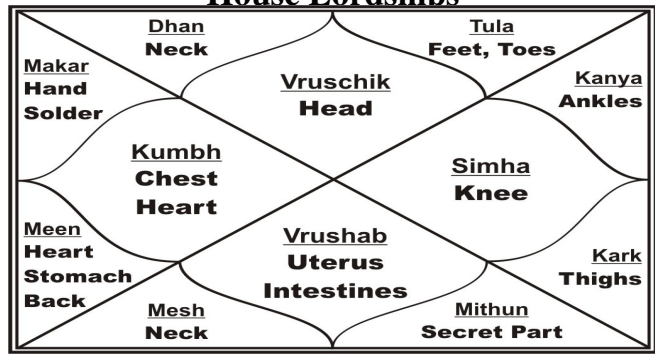 House Lordships
Dhan
Neck
Tula
Feet, Toes
Makar
Hand
Solder
Vruschik
Head
Kanya
Ankles
Kumbh
Chest
Heart
Simha
Knee
Meen
Heart
Stomach
Back
Vrushab
Uterus
Intestines
Kark
Thighs
Mesh
Neck
Mithun
Secret Part